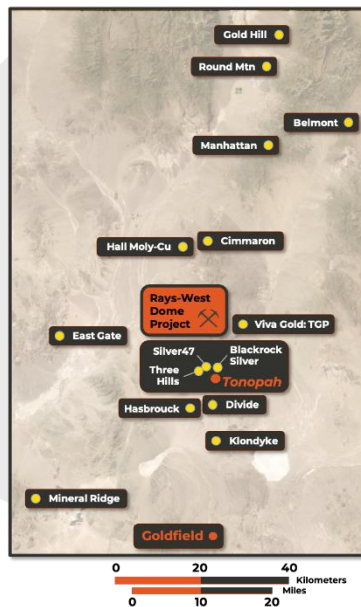 Gold Hill
Round Mtn
Belmont
Manhattan
Cimmaron
Hall Moly-Cu
Rays-West
Dome
Project
Viva Gold: TGP
East Gate
Silver47
Blackrock
Silver
Three
Hills
Tonopah
Hasbrouck
Divide
Klondyke
Mineral Ridge
Goldfield
0 20 40
Kilometers
Miles
0 10 20